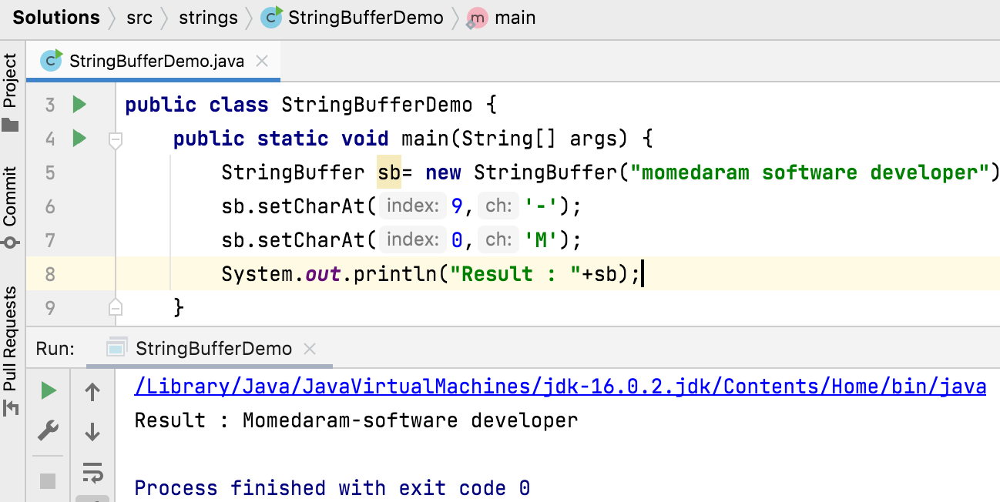 Solutions src strings StringBufferDemo main
Project
Commit
Pull Requests
StringBufferDemo.java
3 public class StringBufferDemo {
4 public static void main(String[] args) {
5 StringBuffer sb= new StringBuffer("momedaram software developer")
6 sb.setCharAt( index: 9, ch: '-');
7 sb.setCharAt( index: 0, ch: 'M');
8 System.out.println("Result : "+sb);
9 }
Run: StringBufferDemo
/Library/Java/JavaVirtualMachines/jdk-16.0.2.jdk/Contents/Home/bin/java
Result : Momedaram-software developer
Process finished with exit code 0